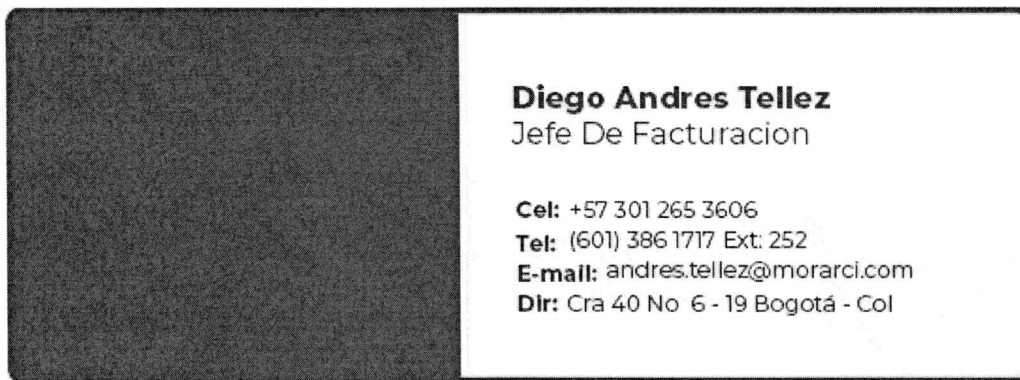 Diego Andres Tellez
Jefe De Facturacion
Cel: +57 301 265 3606
Tel: (601) 386 1717 Ext: 252
E-mail: andres.tellez@morarci.com
Dir: Cra 40 No 6 - 19 Bogotá - Col